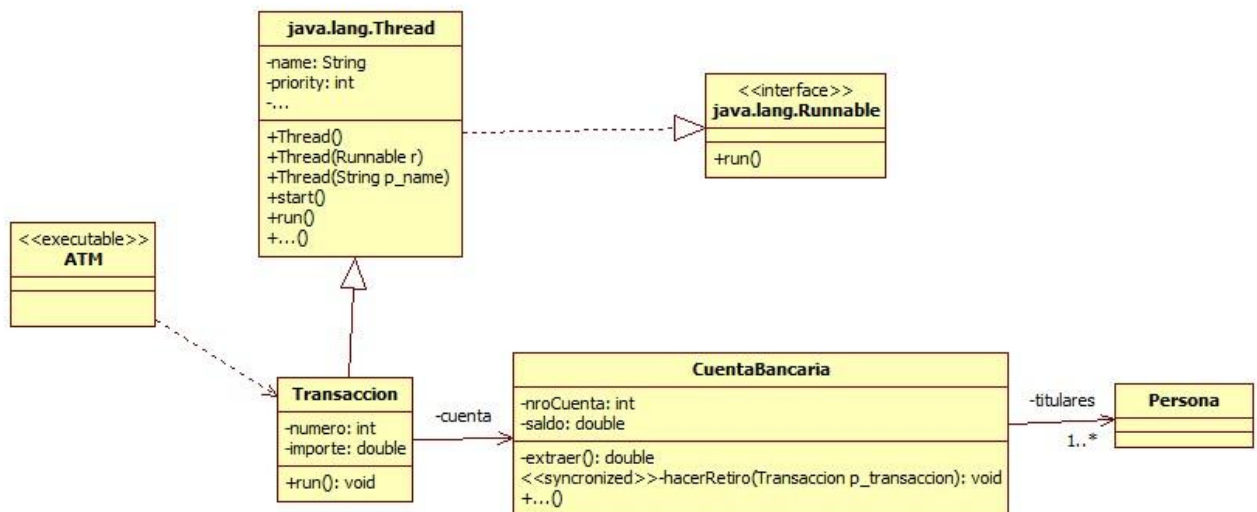 java.lang.Thread
-name: String
-priority: int
-...
+Thread()
+Thread(Runnable r)
+Thread(String p_name)
+start()
+run()
+...()
<<interface>>
java.lang.Runnable
+run()
<<executable>>
ATM
Transaccion
-numero: int
-importe: double
+run(): void
-cuenta
CuentaBancaria
-nroCuenta: int
-saldo: double
-extraer(): double
<<syncronized>>-hacerRetiro(Transaccion p_transaccion): void
+...()
-titulares
1..*
Persona